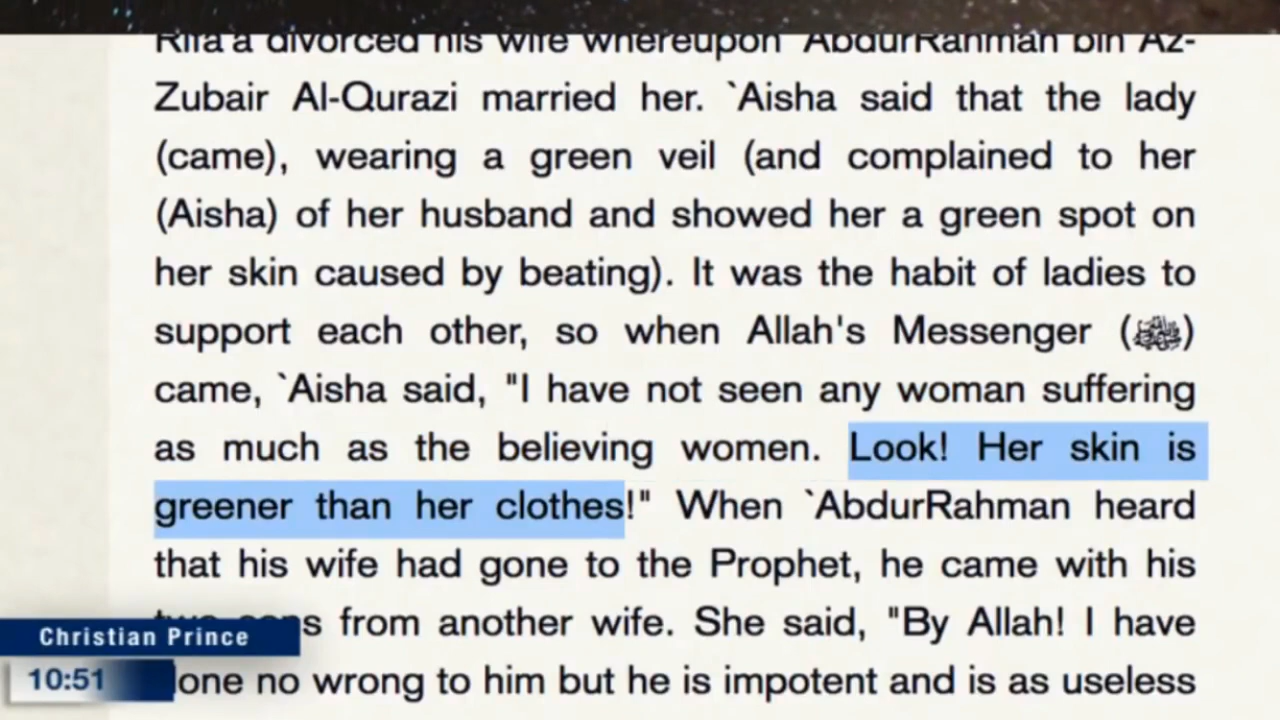 Rifa'a divorced his wife whereupon `AbdurRahman bin Az-
Zubair Al-Qurazi married her. `Aisha said that the lady
(came), wearing a green veil (and complained to her
(Aisha) of her husband and showed her a green spot on
her skin caused by beating). It was the habit of ladies to
support each other, so when Allah's Messenger (ﷺ)
came, `Aisha said, "I have not seen any woman suffering
as much as the believing women. Look! Her skin is
greener than her clothes!" When `AbdurRahman heard
that his wife had gone to the Prophet, he came with his
two sons from another wife. She said, "By Allah! I have
Christian Prince
done no wrong to him but he is impotent and is as useless
10:51